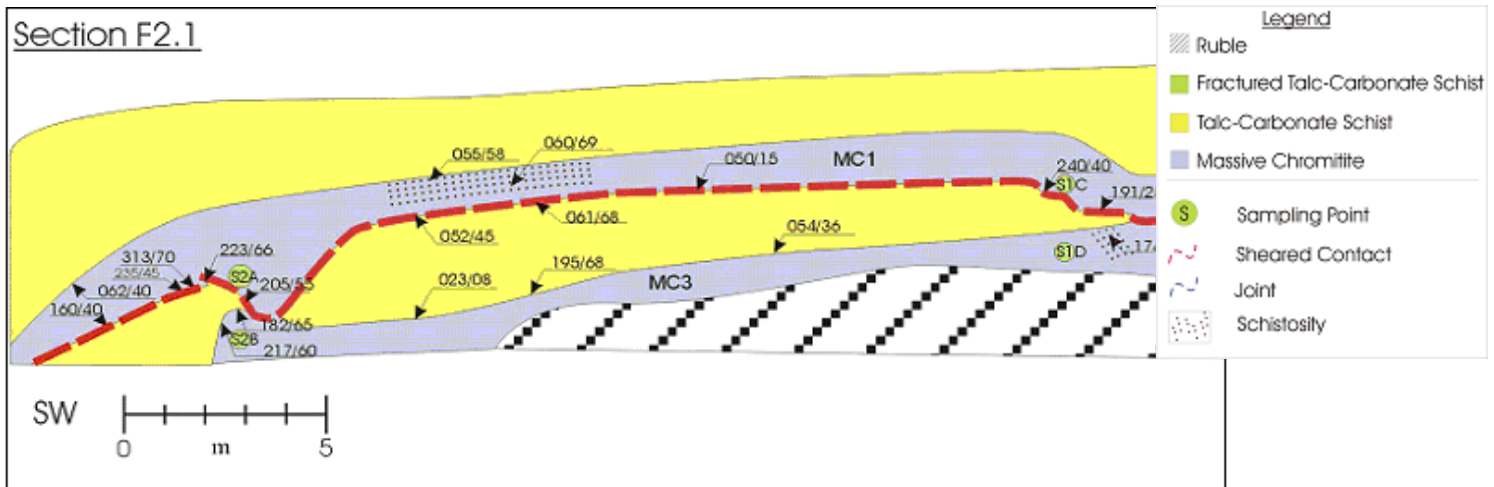 Section F2.1
Legend
Ruble
Fractured Talc-Carbonate Schist
Talc-Carbonate Schist
Massive Chromitite
S Sampling Point
Sheared Contact
Joint
Schistosity
060/69
055/58
050/15
MC1
240/40
S1C
191/2
061/68
052/45
054/36
S1D
17
223/66
313/70
235/45
S2A
062/40
205/55
160/40
023/08
195/68
MC3
182/65
S2B
217/60
SW
0 m 5